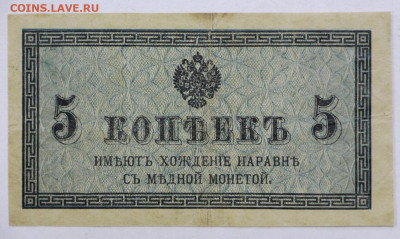 COINS.LAVE.RU
5 КОПѢЕКЪ 5
ИМѢЮТЪ ХОЖДЕНІЕ НАРАВНѢ
СЪ МѢДНОЙ МОНЕТОЙ.